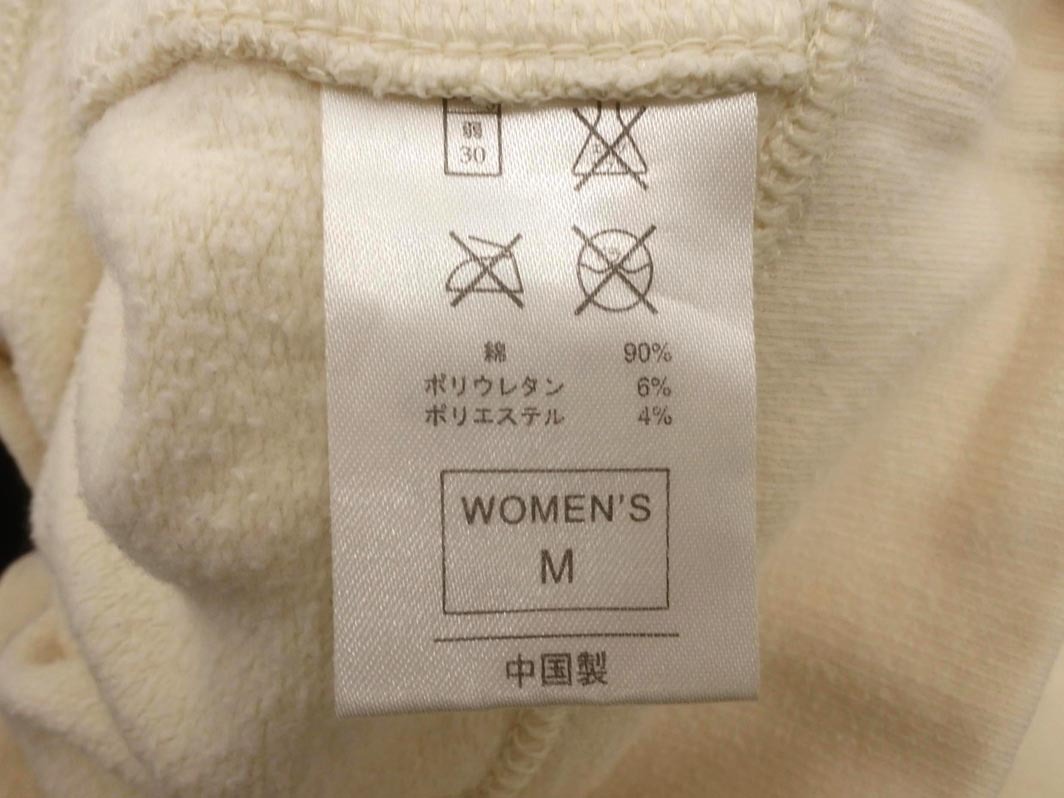 弱
30
綿 90%
ポリウレタン 6%
ポリエステル 4%
WOMEN'S
M
中国製